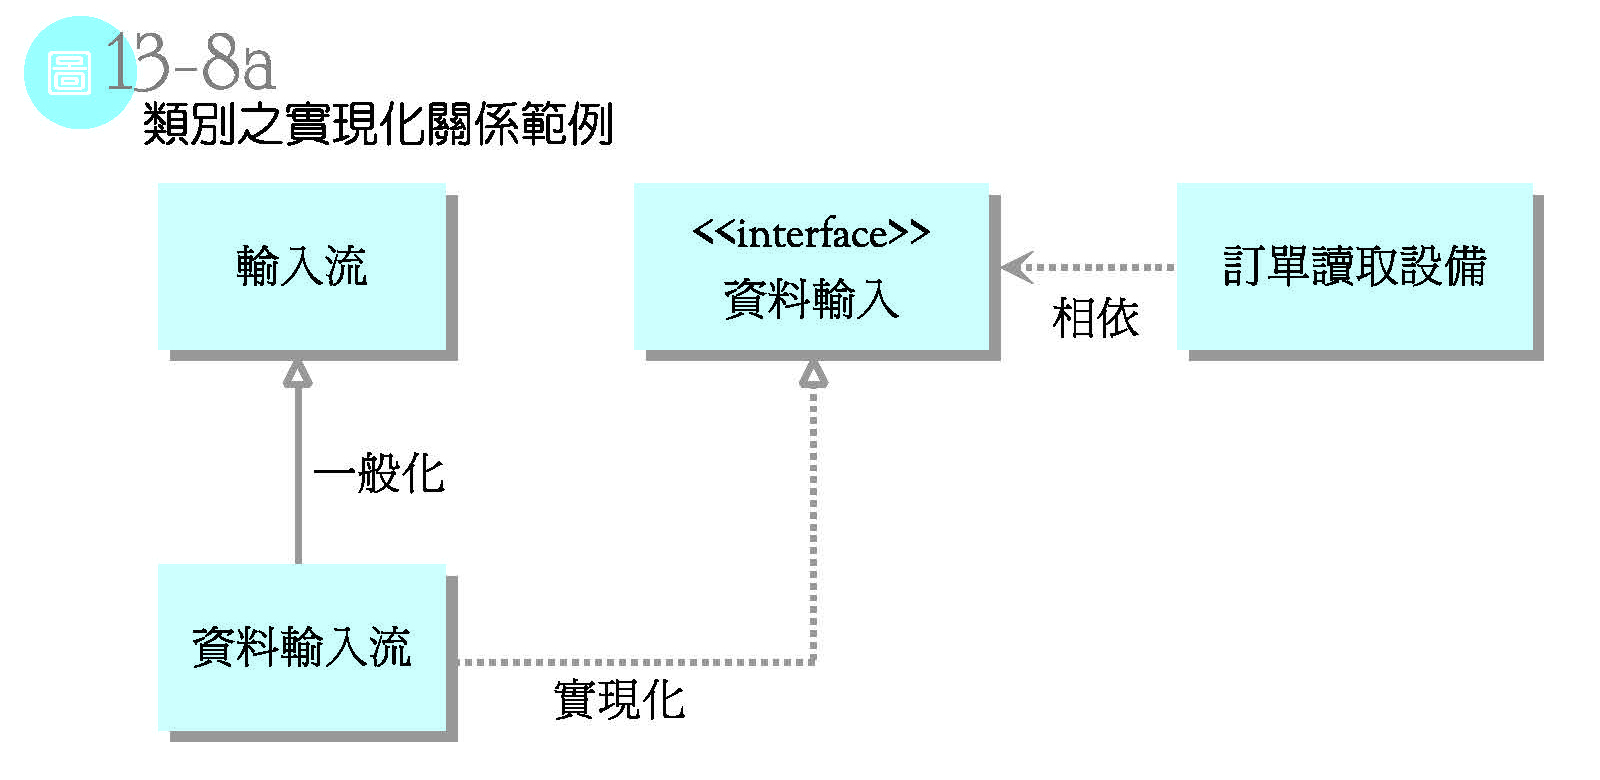 圖 13-8a
類別之實現化關係範例
輸入流
<<interface>>
資料輸入
訂單讀取設備
相依
一般化
資料輸入流
實現化